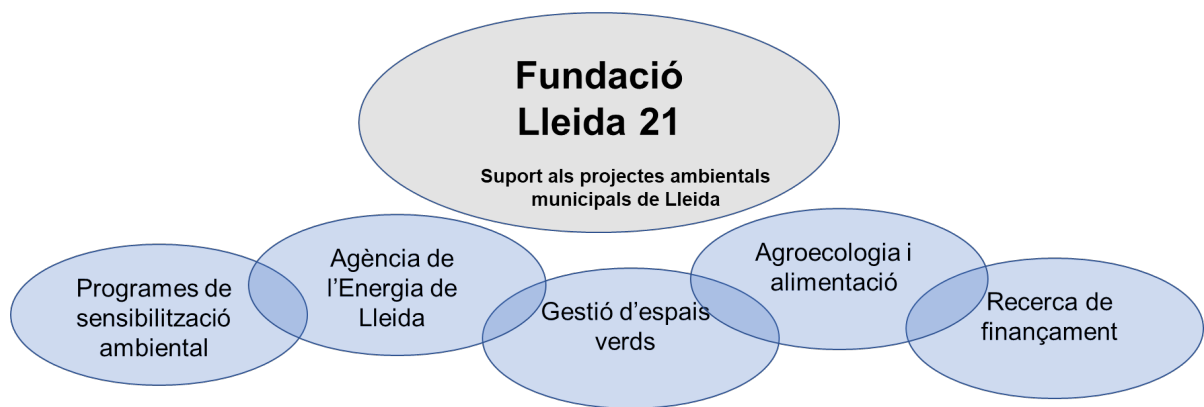 Fundació
Lleida 21
Suport als projectes ambientals
municipals de Lleida
Programes de
sensibilització
ambiental
Agència de
l’Energia de
Lleida
Gestió d’espais
verds
Agroecologia i
alimentació
Recerca de
finançament